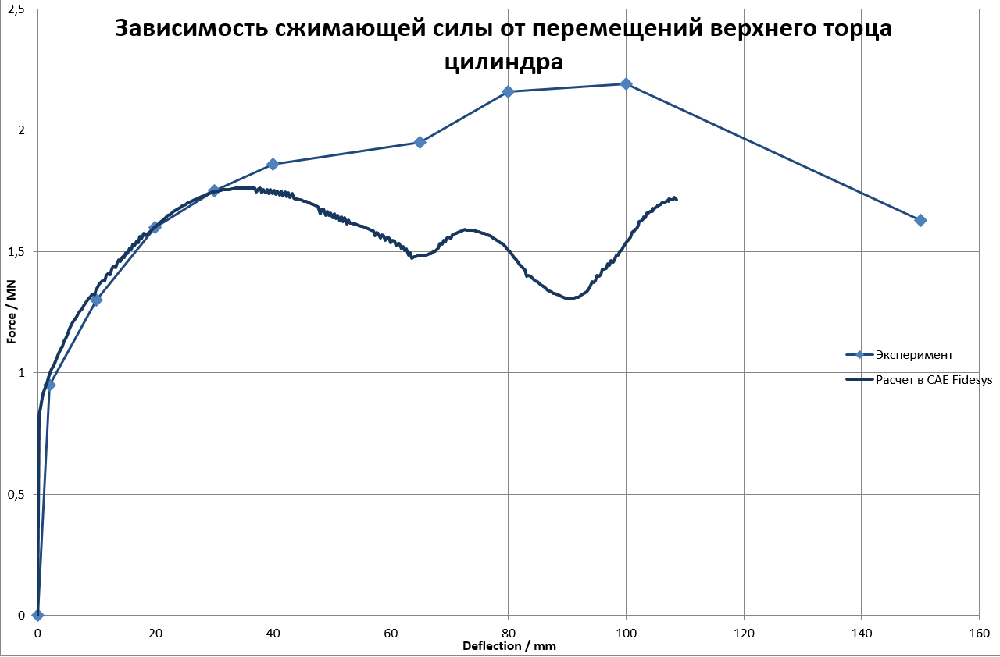 Зависимость сжимающей силы от перемещений верхнего торца
цилиндра
2,5
2
1,5
1
0,5
0
Force / MN
0 20 40 60 80 100 120 140 160
Deflection / mm
Эксперимент
Расчет в CAE Fidesys